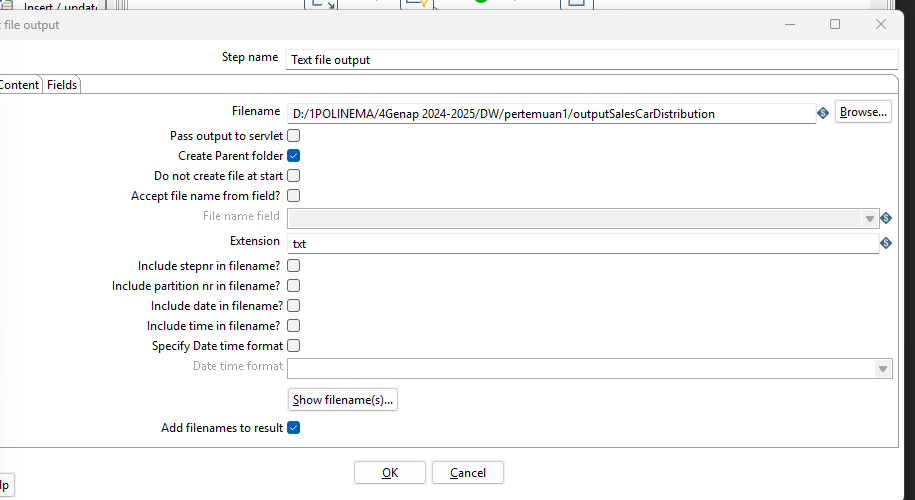 Insert / update
file output
Step name Text file output
Content Fields
Filename D:/1POLINEMA/4Genap 2024-2025/DW/pertemuan1/outputSalesCarDistribution Browse...
Pass output to servlet
Create Parent folder
Do not create file at start
Accept file name from field?
File name field
Extension txt
Include stepnr in filename?
Include partition nr in filename?
Include date in filename?
Include time in filename?
Specify Date time format
Date time format
Show filename(s)...
Add filenames to result
OK Cancel
lp